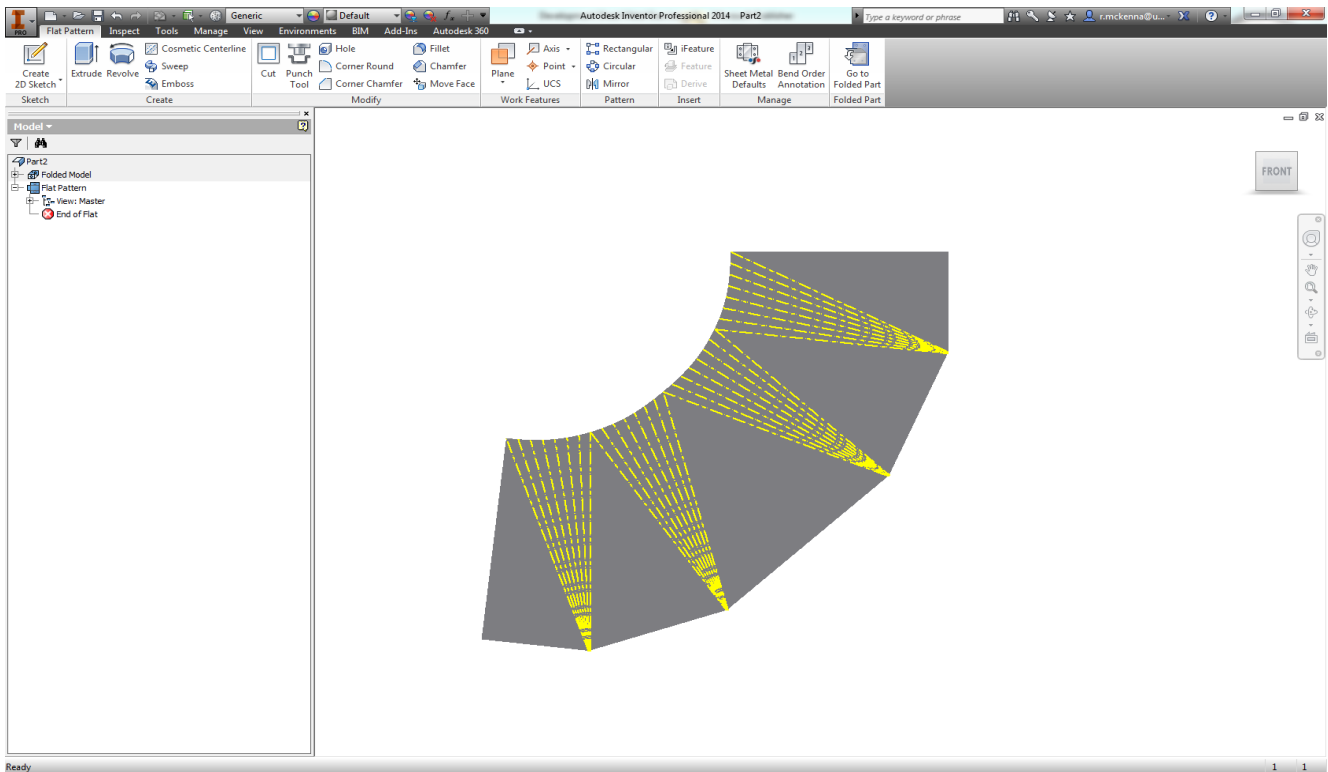 PRO
Generic
Default
Autodesk Inventor Professional 2014 Part2
Type a keyword or phrase
r.mckenna@u...
Flat Pattern Inspect Tools Manage View Environments BIM Add-Ins Autodesk 360
Create
2D Sketch
Extrude Revolve
Cosmetic Centerline
Sweep
Emboss
Cut
Punch
Tool
Hole
Corner Round
Corner Chamfer
Fillet
Chamfer
Move Face
Plane
Axis
Point
UCS
Rectangular
Circular
Mirror
iFeature
Feature
Derive
Sheet Metal
Defaults
Bend Order
Annotation
Go to
Folded Part
Sketch Create Modify Work Features Pattern Insert Manage Folded Part
Model
Part2
Folded Model
Flat Pattern
View: Master
End of Flat
FRONT
Ready
1 1